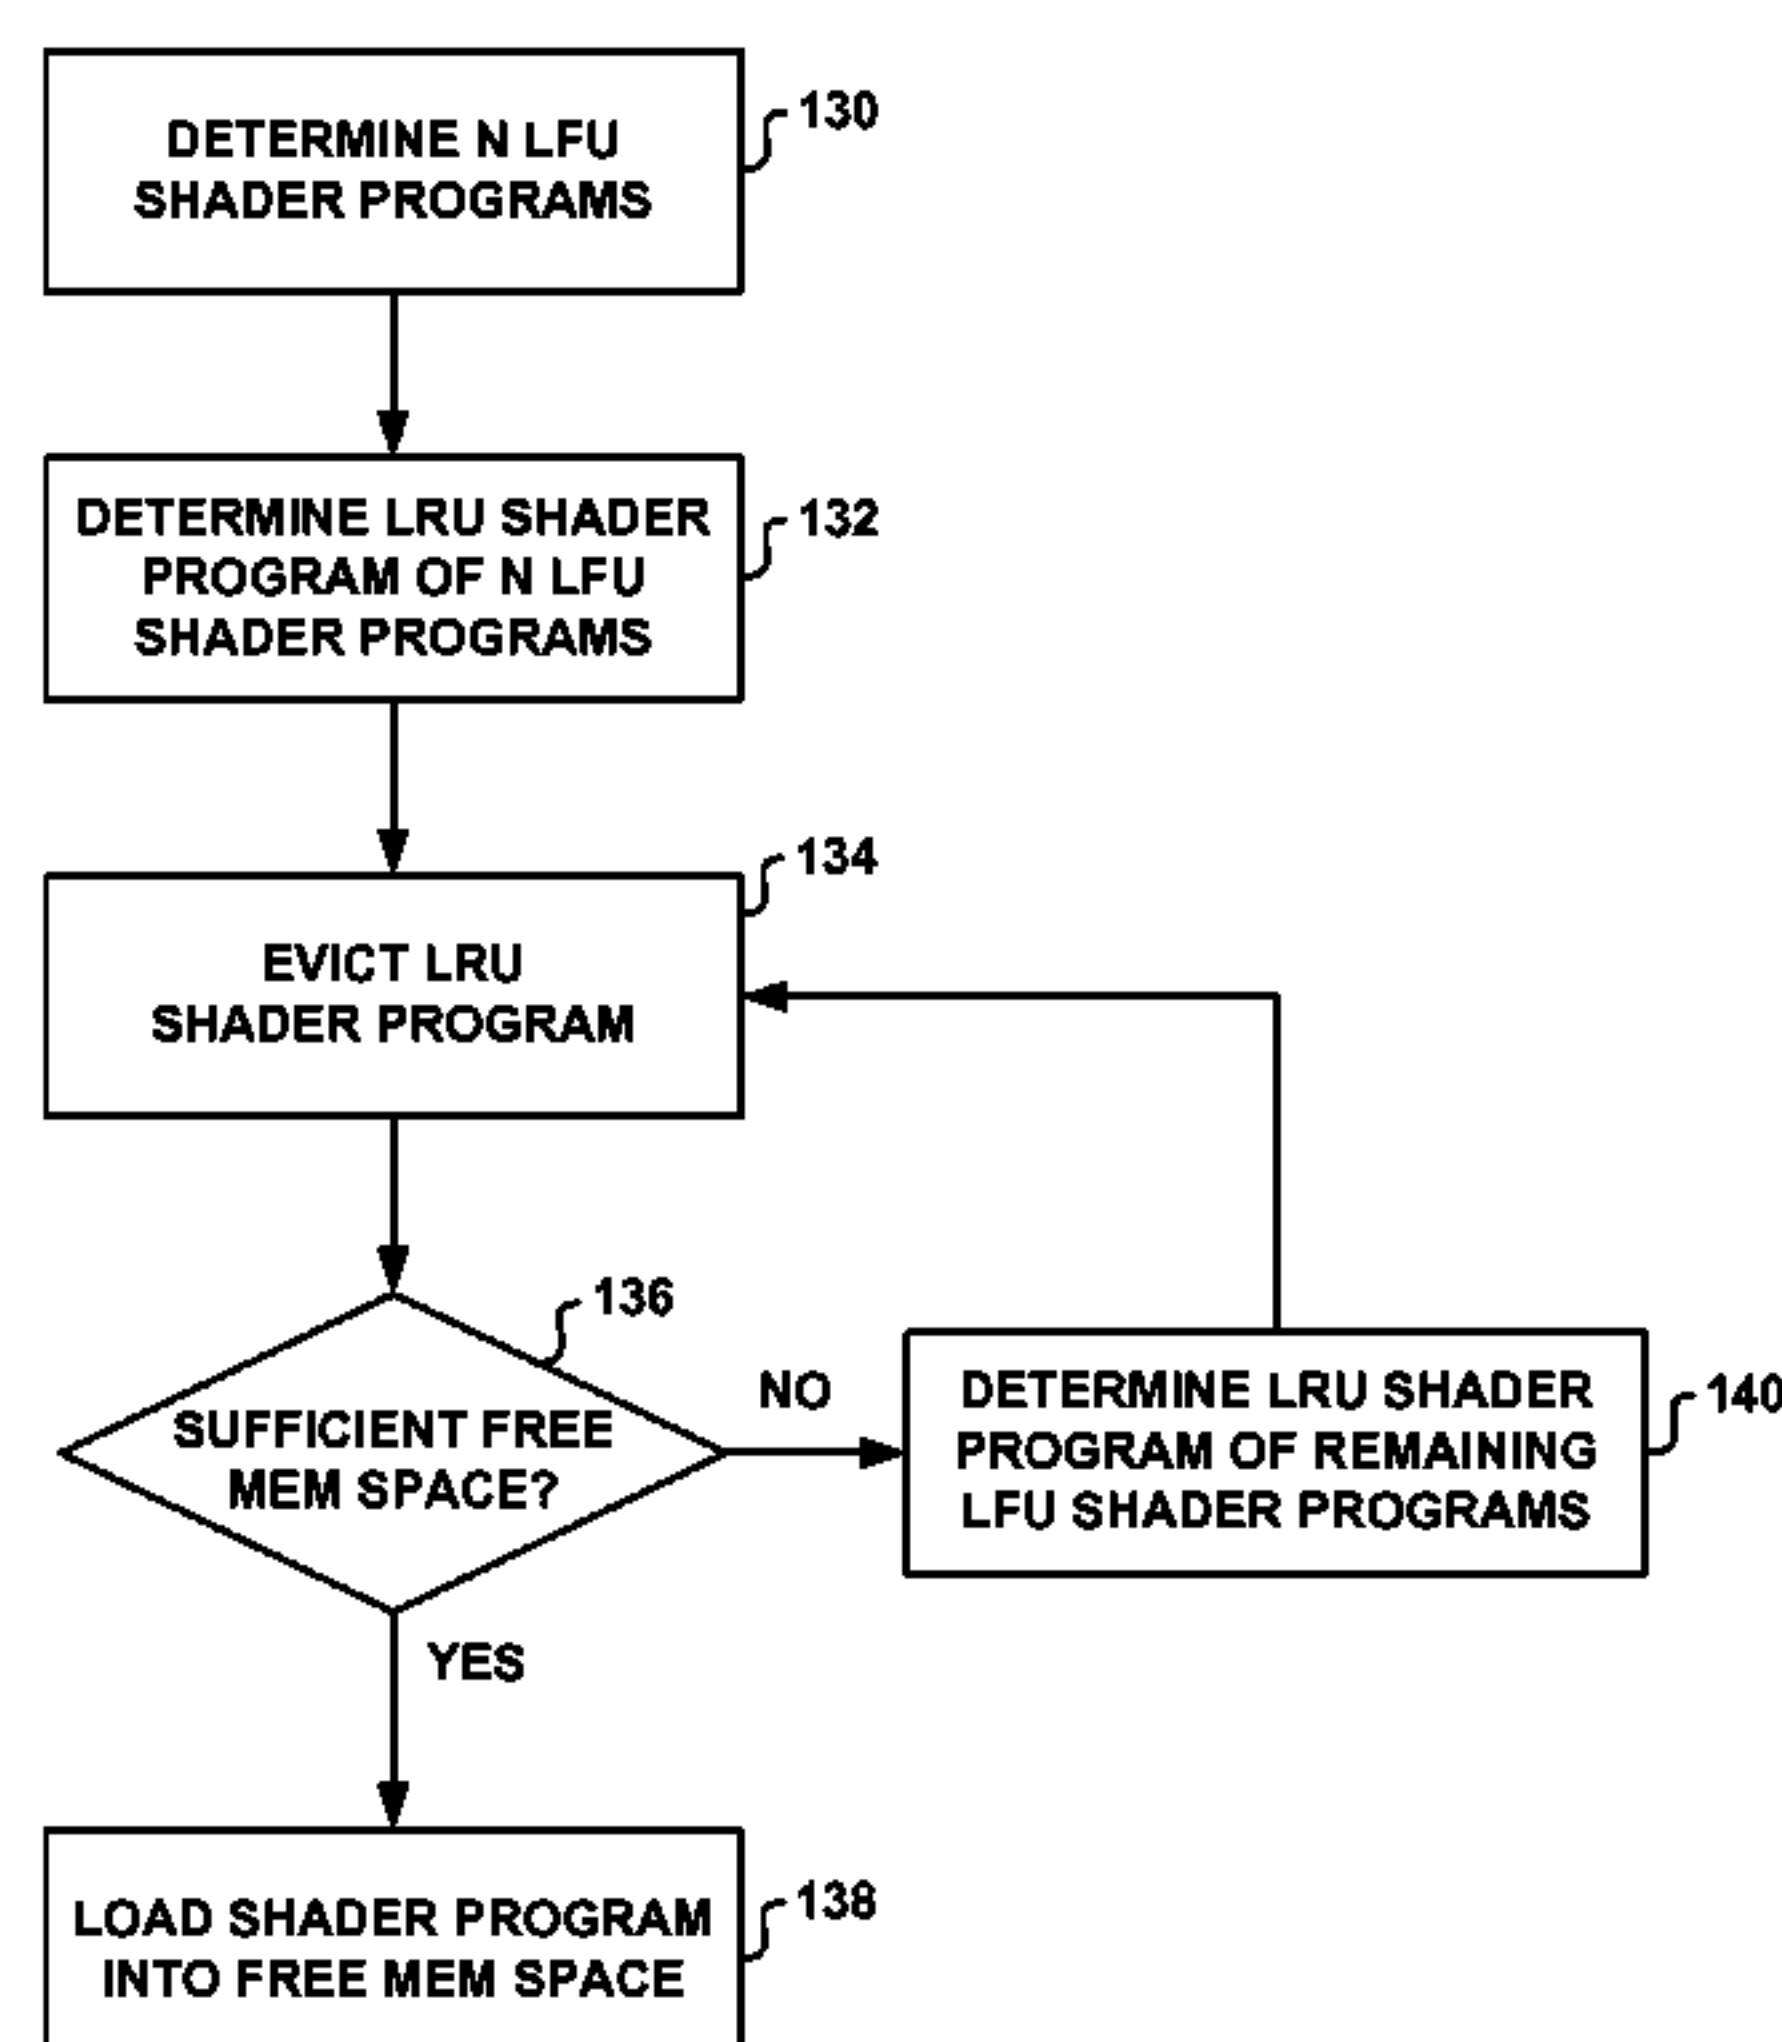 DETERMINE N LFU
SHADER PROGRAMS
130
DETERMINE LRU SHADER
PROGRAM OF N LFU
SHADER PROGRAMS
132
EVICT LRU
SHADER PROGRAM
134
SUFFICIENT FREE
MEM SPACE?
136
NO
DETERMINE LRU SHADER
PROGRAM OF REMAINING
LFU SHADER PROGRAMS
140
YES
LOAD SHADER PROGRAM
INTO FREE MEM SPACE
138